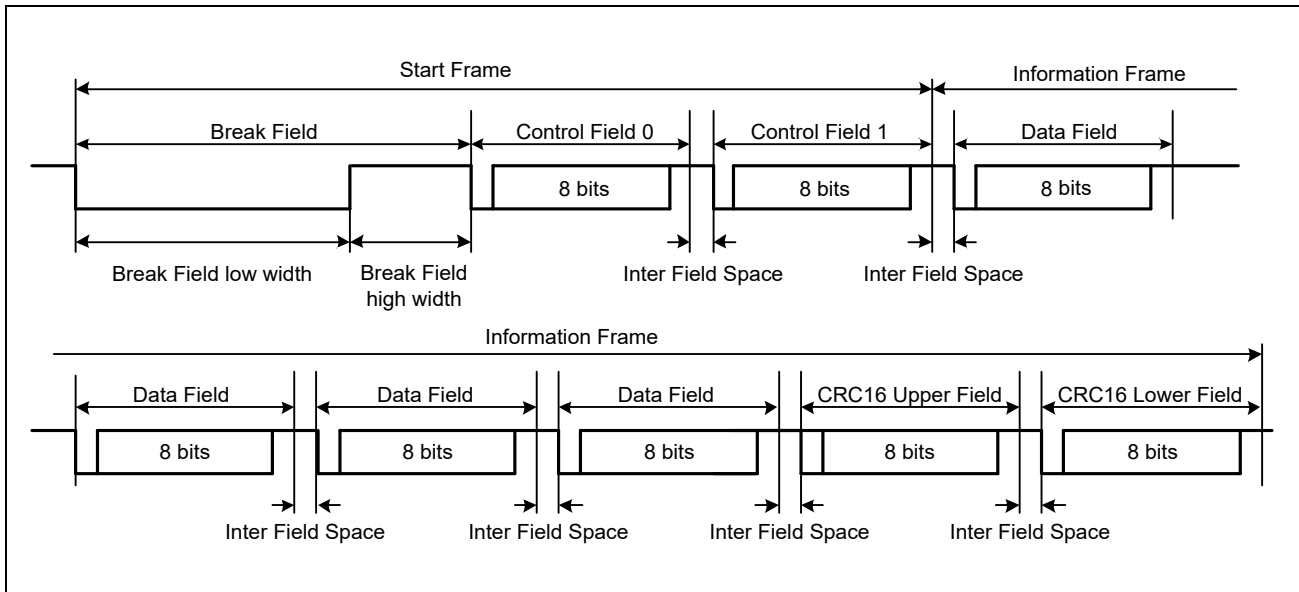 Start Frame
Information Frame
Break Field
Control Field 0
Control Field 1
Data Field
8 bits
8 bits
8 bits
Break Field low width
Break Field
high width
Inter Field Space
Inter Field Space
Information Frame
Data Field
Data Field
Data Field
CRC16 Upper Field
CRC16 Lower Field
8 bits
8 bits
8 bits
8 bits
8 bits
Inter Field Space
Inter Field Space
Inter Field Space
Inter Field Space